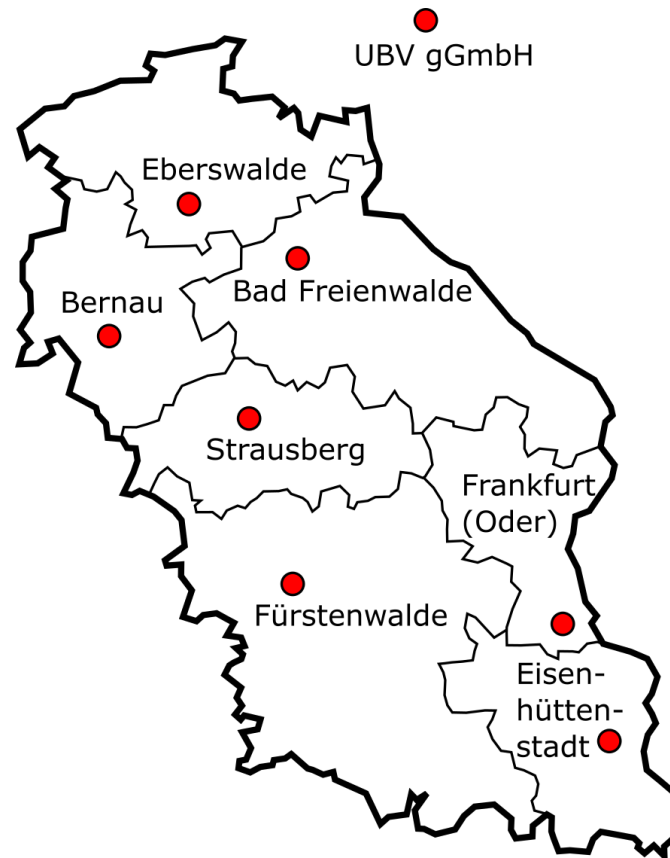 UBV gGmbH
Eberswalde
Bad Freienwalde
Bernau
Strausberg
Frankfurt
(Oder)
Fürstenwalde
Eisen-
hütten-
stadt